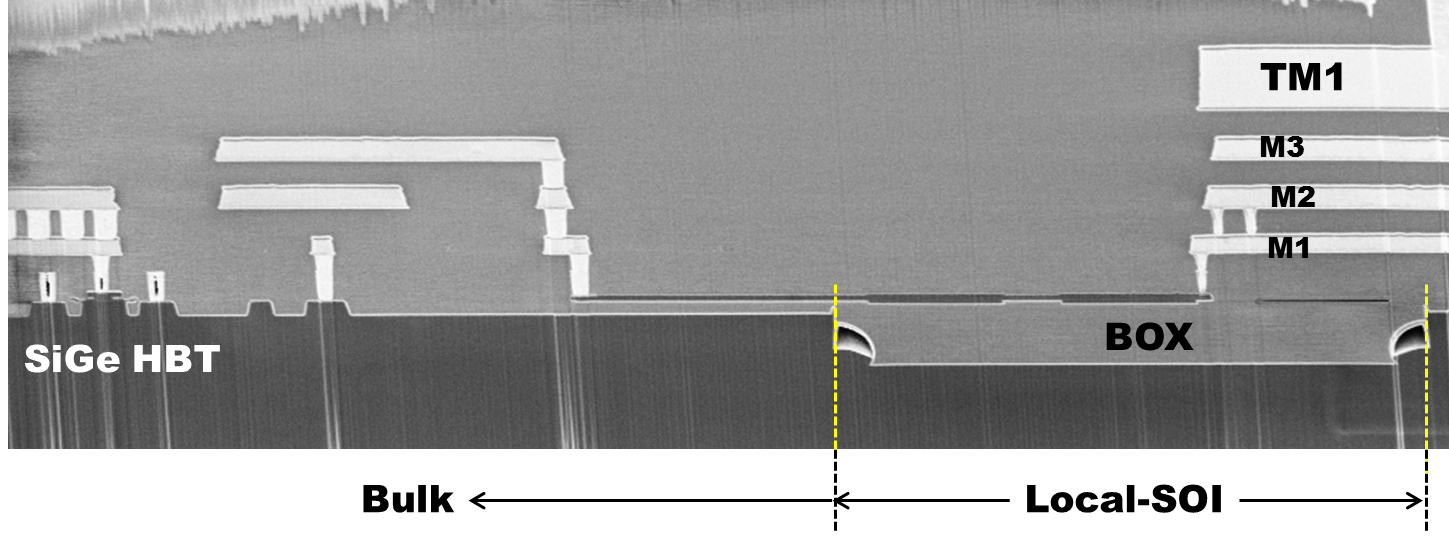 TM1
M3
M2
M1
BOX
SiGe HBT
Bulk
Local-SOI